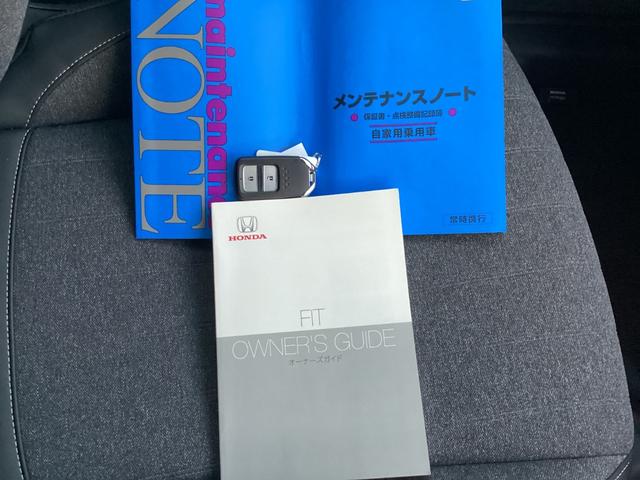 maintenance
NOTE
メンテナンスノート
保証書・点検整備記録簿
自家用乗用車
常時携行
HONDA
FIT
OWNER'S GUIDE
オーナーズガイド